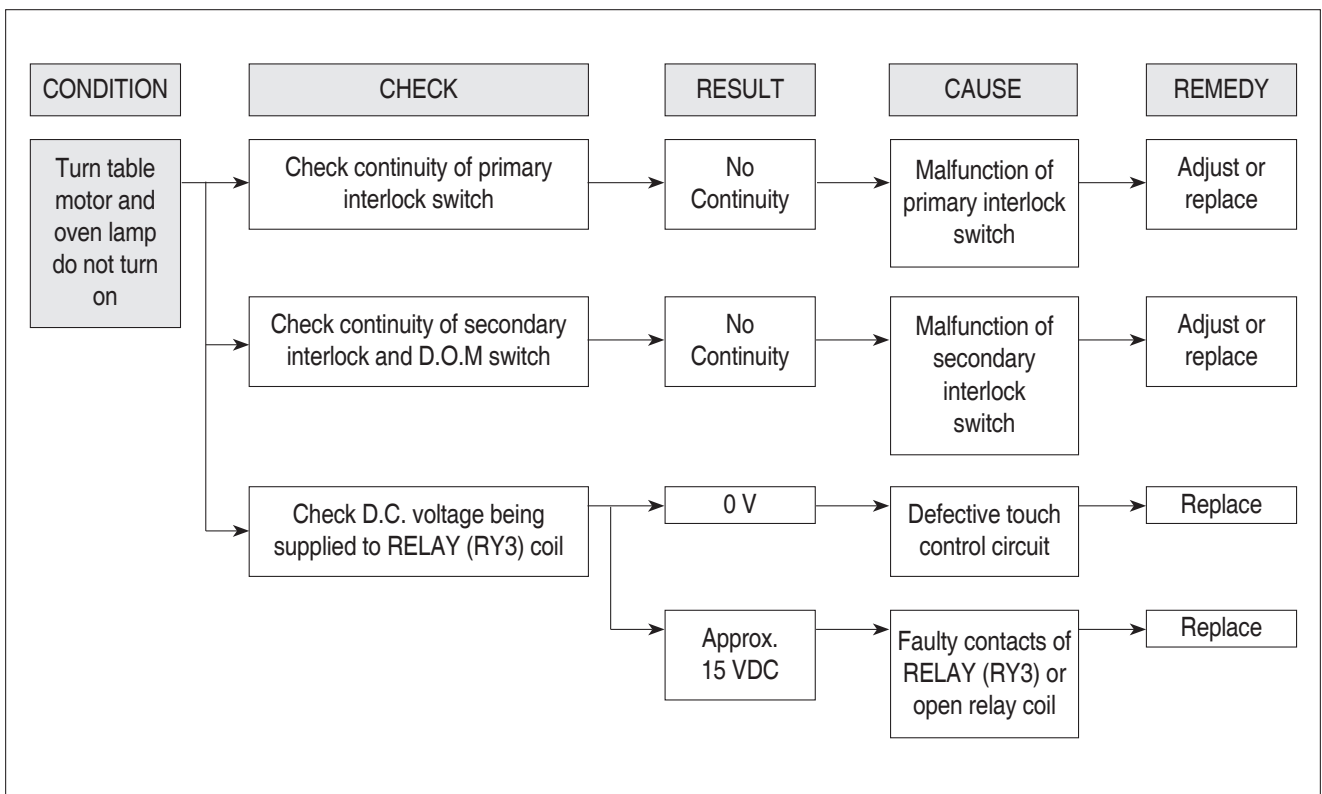 CONDITION
CHECK
RESULT
CAUSE
REMEDY
Turn table
motor and
oven lamp
do not turn
on
Check continuity of primary
interlock switch
No
Continuity
Malfunction of
primary interlock
switch
Adjust or
replace
Check continuity of secondary
interlock and D.O.M switch
No
Continuity
Malfunction of
secondary
interlock
switch
Adjust or
replace
Check D.C. voltage being
supplied to RELAY (RY3) coil
0 V
Defective touch
control circuit
Replace
Approx.
15 VDC
Faulty contacts of
RELAY (RY3) or
open relay coil
Replace